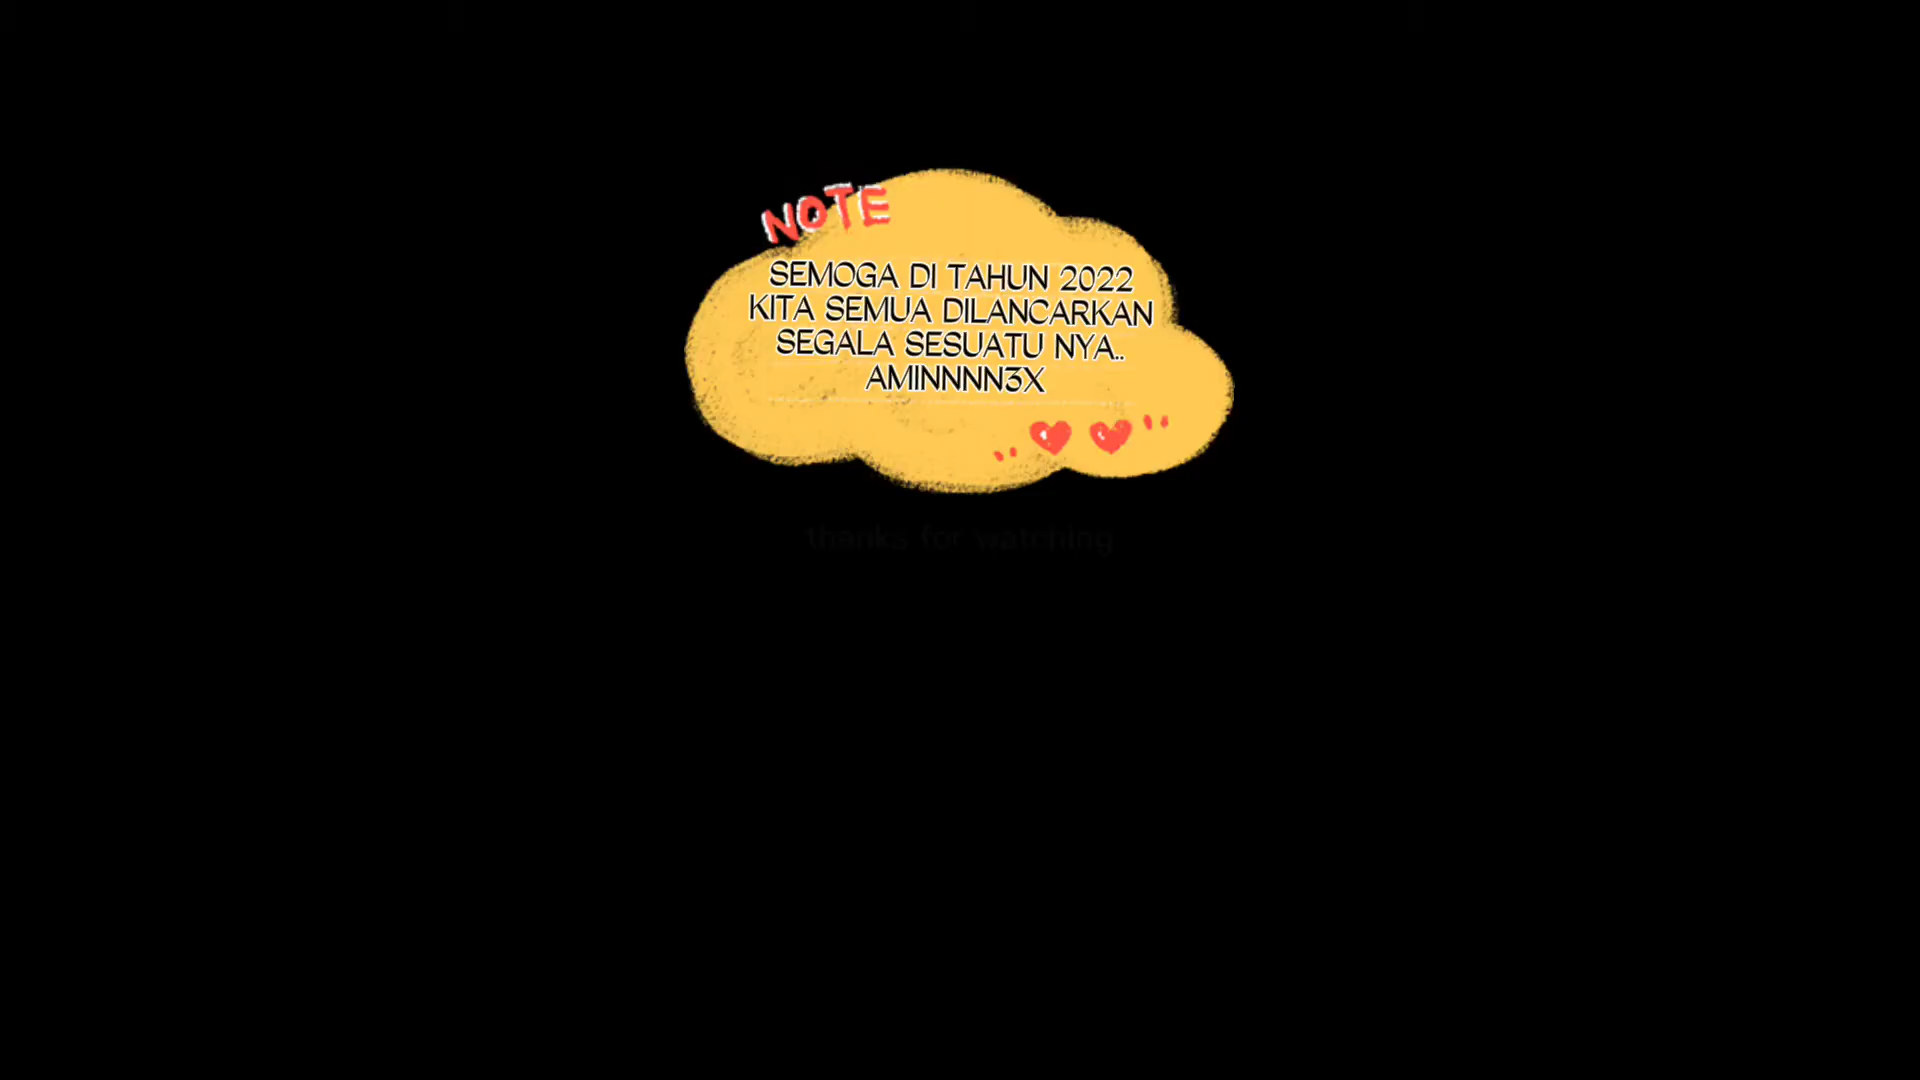 NOTE
SEMOGA DI TAHUN 2022
KITA SEMUA DILANCARKAN
SEGALA SESUATU NYA..
AMINNNN3X
thanks for watching